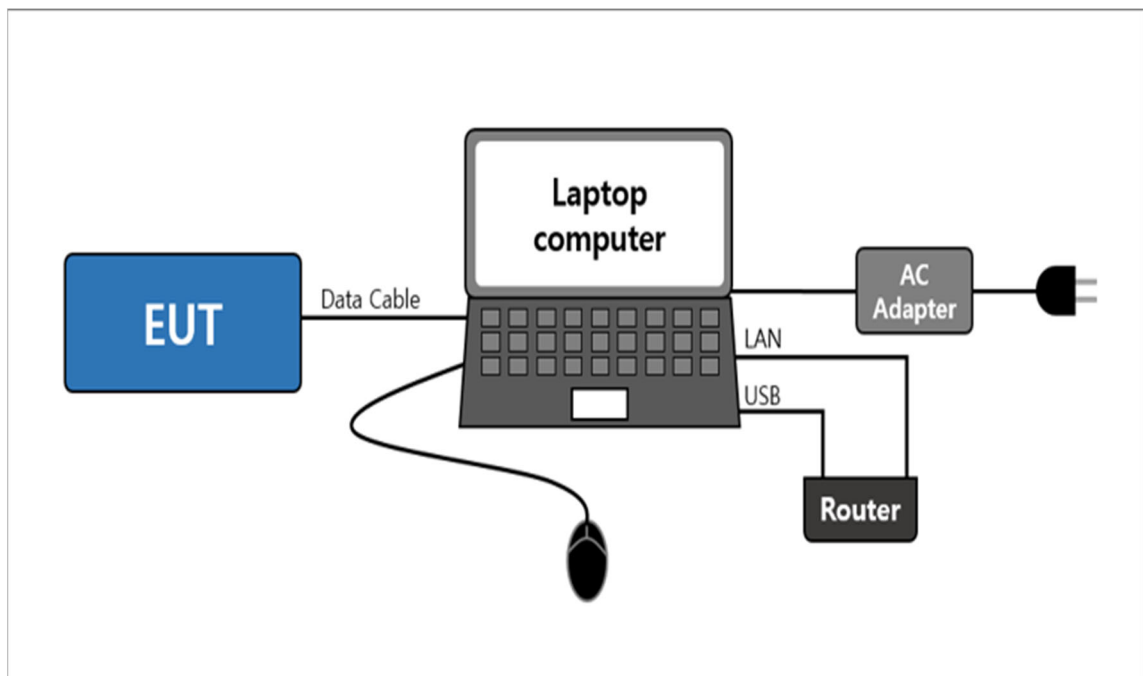 Laptop
computer
EUT
Data Cable
AC
Adapter
LAN
USB
Router